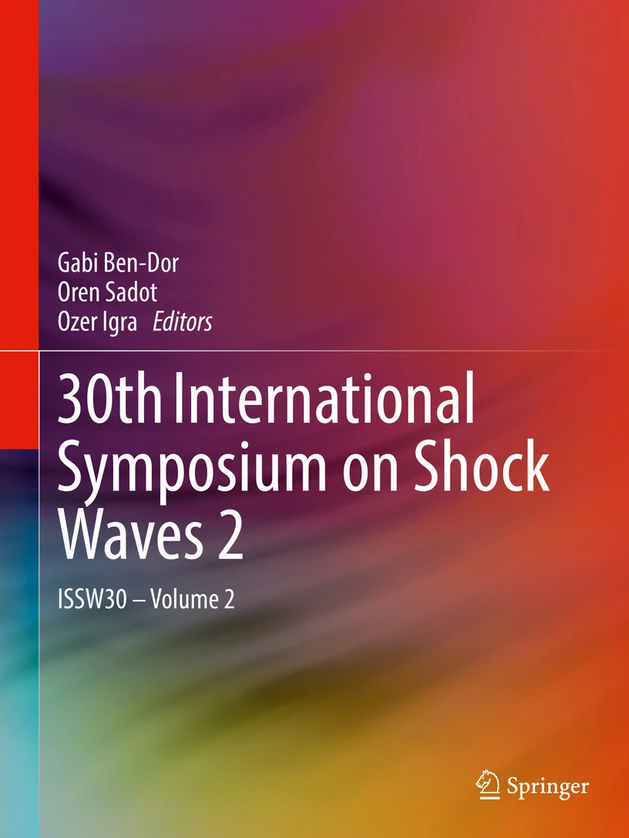 Gabi Ben-Dor
Oren Sadot
Ozer Igra Editors
30th International
Symposium on Shock
Waves 2
ISSW30 – Volume 2
Springer